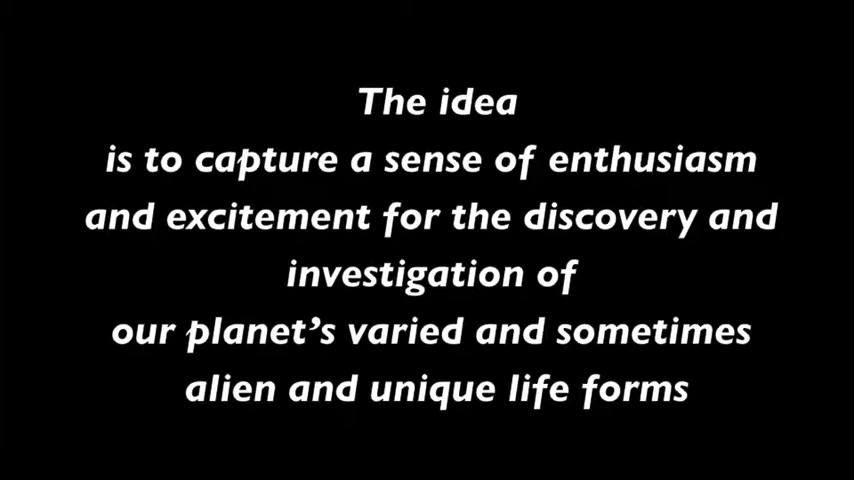 The idea
is to capture a sense of enthusiasm
and excitement for the discovery and
investigation of
our planet’s varied and sometimes
alien and unique life forms